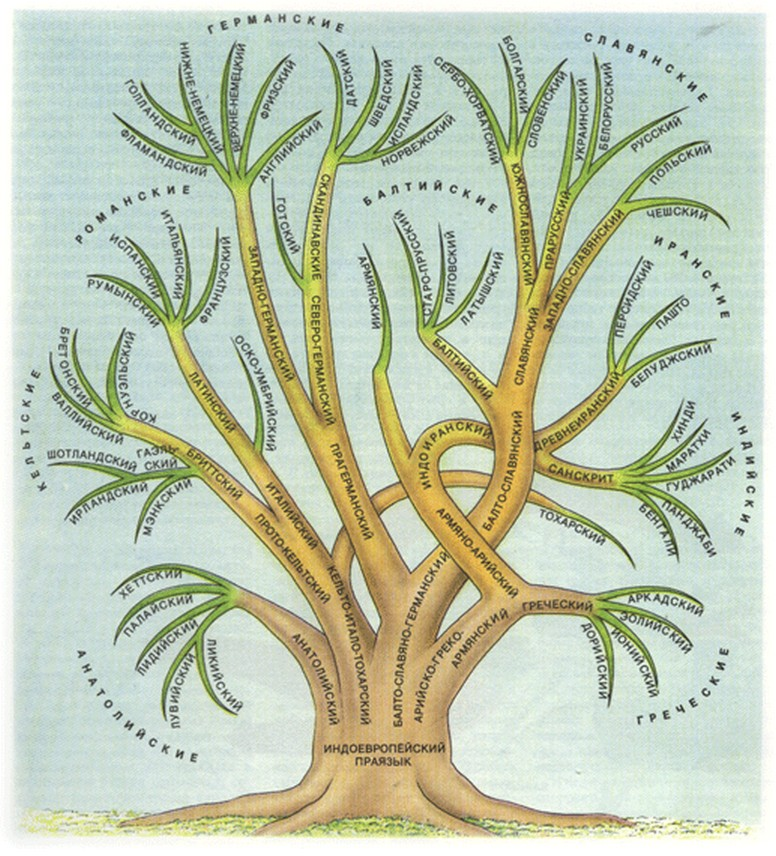 ГЕРМАНСКИЕ
СЛАВЯНСКИЕ
НИЖНЕ-НЕМЕЦКИЙ
ВЕРХНЕ-НЕМЕЦКИЙ
ФРИЗСКИЙ
ГОЛЛАНДСКИЙ
ФЛАМАНДСКИЙ
АНГЛИЙСКИЙ
ДАТСКИЙ
ШВЕДСКИЙ
ИСЛАНДСКИЙ
НОРВЕЖСКИЙ
СЕРБО-ХОРВАТСКИЙ
БОЛГАРСКИЙ
СЛОВЕНСКИЙ
УКРАИНСКИЙ
БЕЛОРУССКИЙ
РУССКИЙ
ПОЛЬСКИЙ
ЧЕШСКИЙ
РОМАНСКИЕ
ГОТСКИЙ
СКАНДИНАВСКИЕ
БАЛТИЙСКИЕ
ЮЖНОСЛАВЯНСКИЙ
ПРАРУССКИЙ
ЗАПАДНО-СЛАВЯНСКИЙ
ИРАНСКИЕ
РУМЫНСКИЙ
ИСПАНСКИЙ
ИТАЛЬЯНСКИЙ
ФРАНЦУЗСКИЙ
ЗАПАДНО-ГЕРМАНСКИЙ
СЕВЕРО-ГЕРМАНСКИЙ
АРМЯНСКИЙ
СТАРО-ПРУССКИЙ
ЛИТОВСКИЙ
ЛАТЫШСКИЙ
БАЛТИЙСКИЙ
СЛАВЯНСКИЙ
ПЕРСИДСКИЙ
ПАШТО
БЕЛУДЖСКИЙ
ДРЕВНЕИРАНСКИЙ
КЕЛЬТСКИЕ
БРЕТОНСКИЙ
ВАЛЛИЙСКИЙ
КОРНУЭЛЬСКИЙ
ЛАТИНСКИЙ
ОСКО-УМБРИЙСКИЙ
ШОТЛАНДСКИЙ
ГАЭЛЬ-
СКИЙ
ИРЛАНДСКИЙ
МЭНКСКИЙ
БРИТТСКИЙ
ИТАЛИЙСКИЙ
ПРОТО-КЕЛЬТСКИЙ
ПРАГЕРМАНСКИЙ
ИНДО ИРАНСКИЙ
БАЛТО-СЛАВЯНСКИЙ
САНСКРИТ
ХИНДИ
МАРАТХИ
ГУДЖАРАТИ
ПАНДЖАБИ
БЕНГАЛИ
ИНДИЙСКИЕ
ТОХАРСКИЙ
АРМЯНО-АРИЙСКИЙ
ХЕТТСКИЙ
ПАЛАЙСКИЙ
ЛИДИЙСКИЙ
ЛУВИЙСКИЙ
ЛИКИЙСКИЙ
АНАТОЛИЙСКИЕ
АНАТОЛИЙСКИЙ
КЕЛЬТО-ИТАЛО-ТОХАРСКИЙ
БАЛТО-СЛАВЯНО-ГЕРМАНСКИЙ
АРИЙСКО-ГРЕКО-
АРМЯНСКИЙ
ГРЕЧЕСКИЙ
АРКАДСКИЙ
ЭОЛИЙСКИЙ
ИОНИЙСКИЙ
ДОРИЙСКИЙ
ГРЕЧЕСКИЕ
ИНДОЕВРОПЕЙСКИЙ
ПРАЯЗЫК